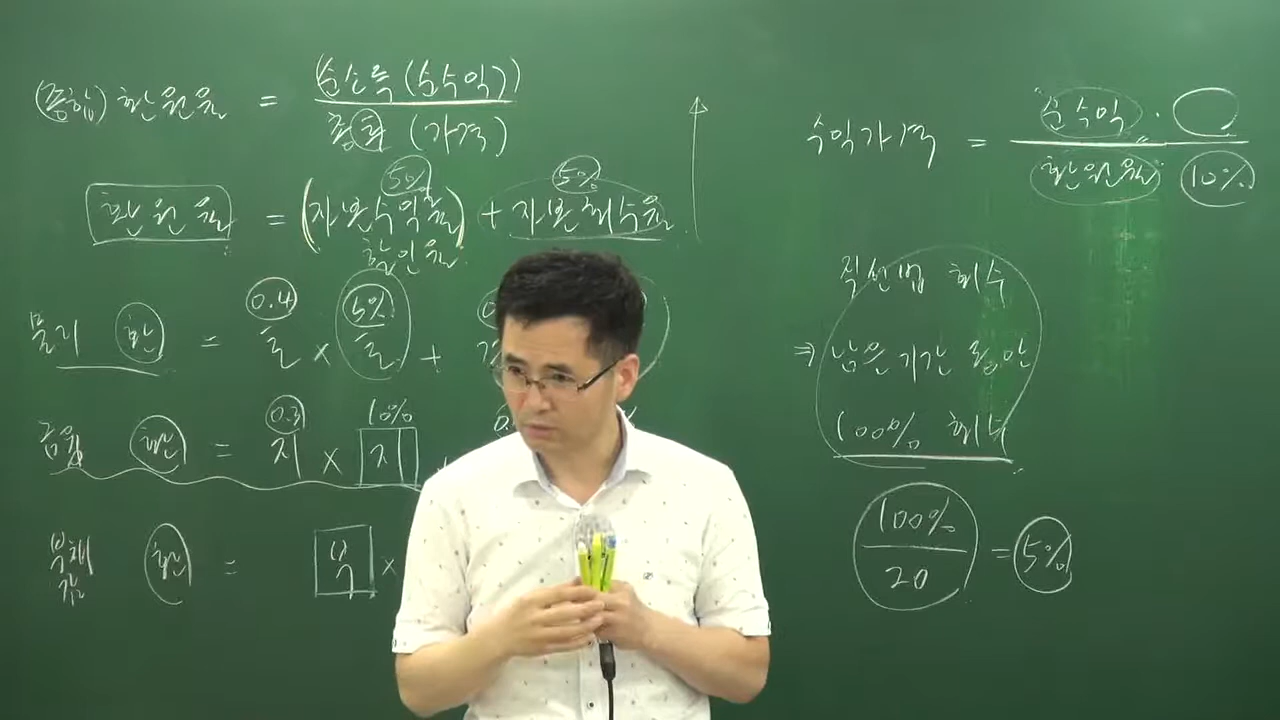 (종합) 환원율 = 순소득 (순수익) / 총투 (가격)
5% 5%
환원율 = (자본수익률) + 자본회수율
할인율
0.4 5%
물리 환 = 토 × 토 +
0.3 10%
금융 환 = 지 × 지
부채감 환 = 부 ×
수익가격 = 순수익 · / 환원율 10%
직선법 회수
⇒ 남은 기간 동안
100% 회수
100% / 20 = 5%